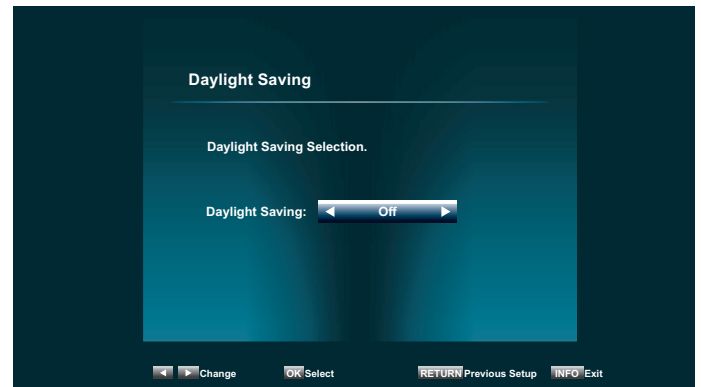 Daylight Saving
Daylight Saving Selection.
Daylight Saving: Off
Change OK Select RETURN Previous Setup INFO Exit